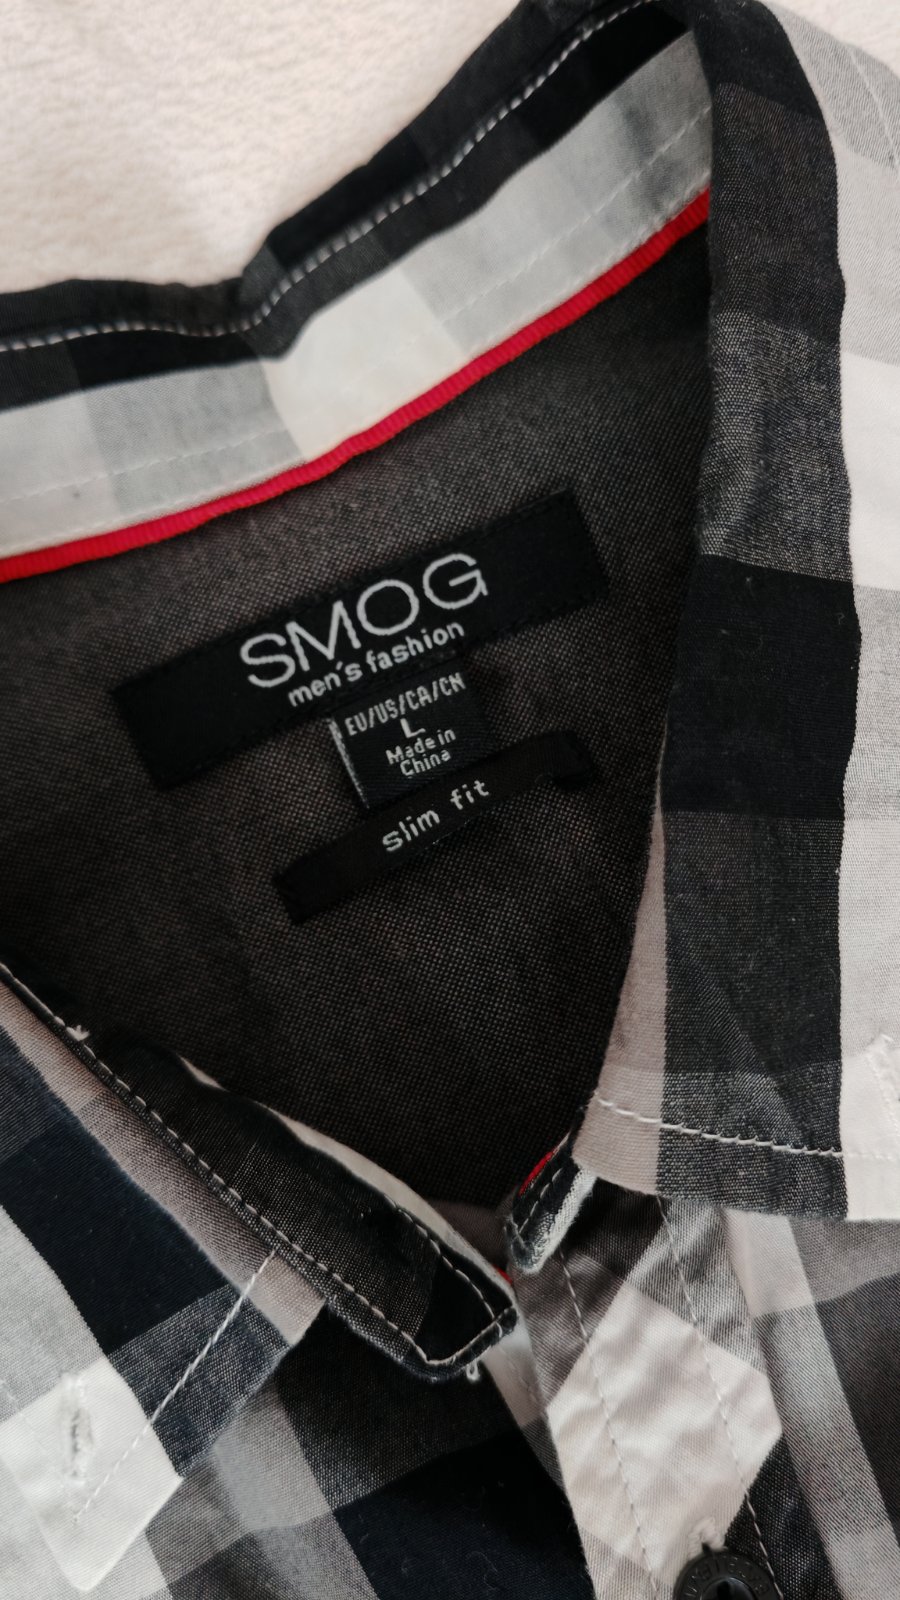 SMOG
men's fashion
EU/US/CA/CN
L
Made in
China
slim fit